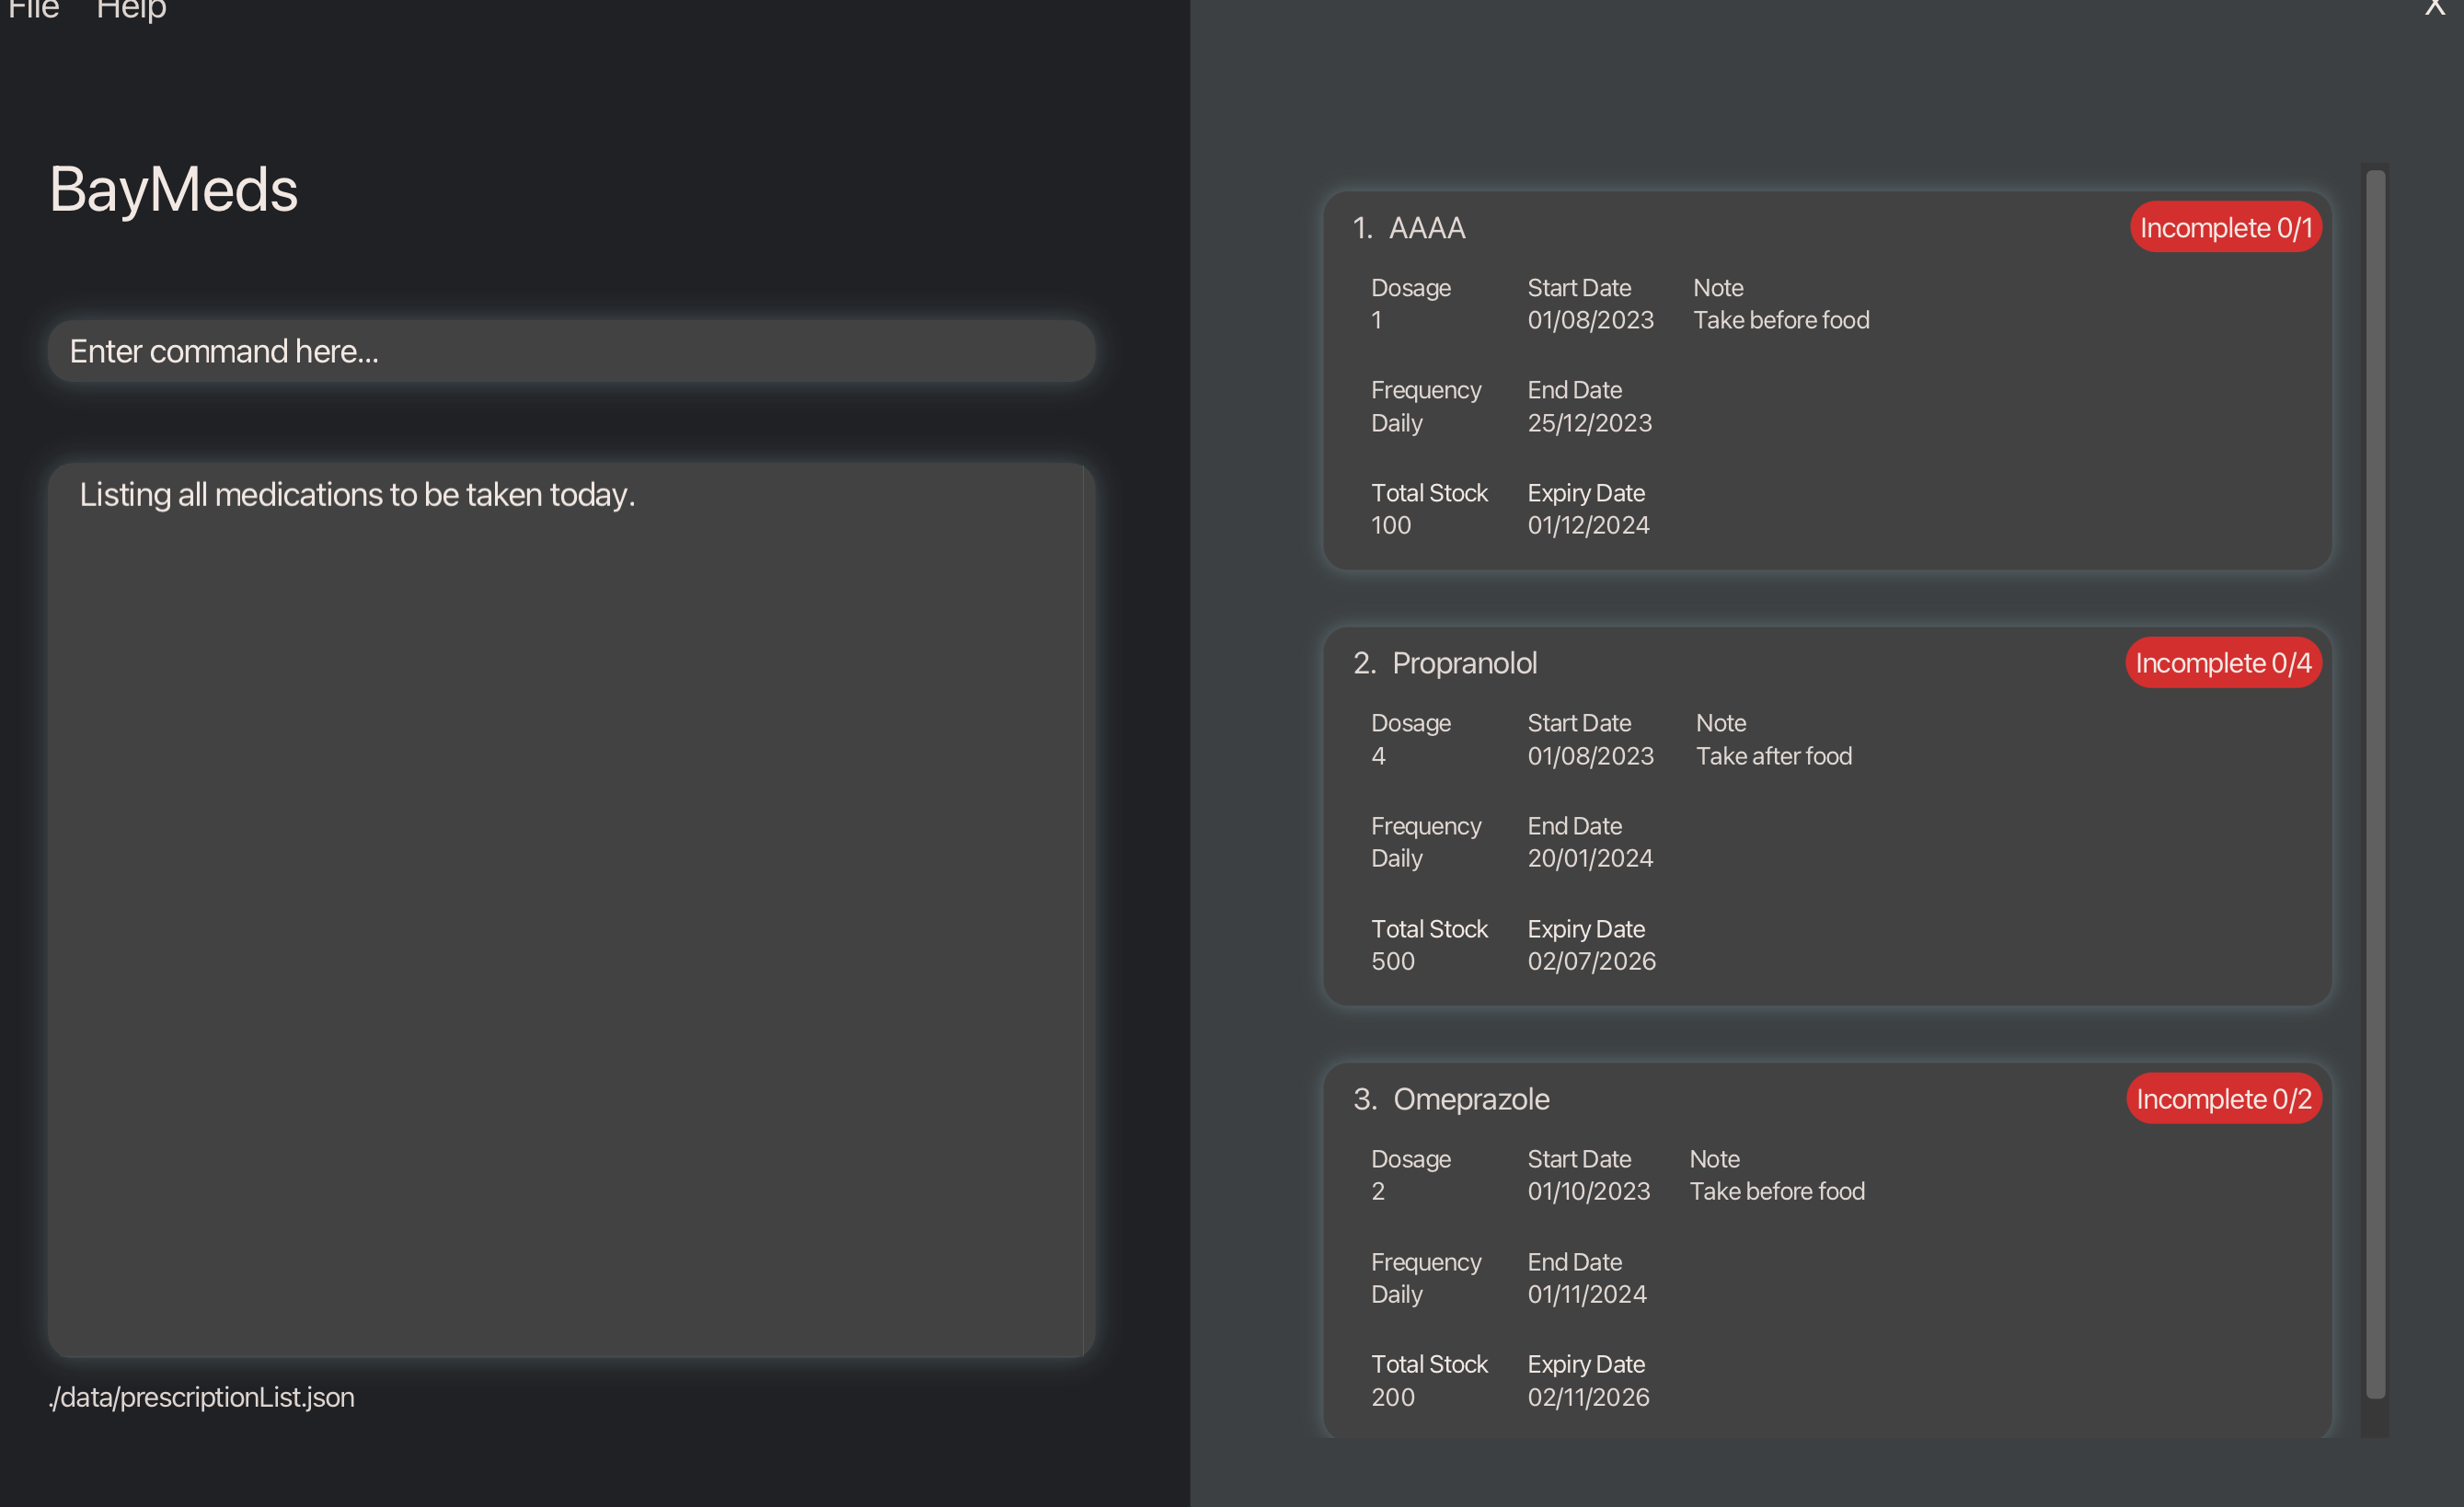 File Help X
BayMeds
Enter command here...
Listing all medications to be taken today.
./data/prescriptionList.json
1. AAAA Incomplete 0/1
Dosage Start Date Note
1 01/08/2023 Take before food
Frequency End Date
Daily 25/12/2023
Total Stock Expiry Date
100 01/12/2024
2. Propranolol Incomplete 0/4
Dosage Start Date Note
4 01/08/2023 Take after food
Frequency End Date
Daily 20/01/2024
Total Stock Expiry Date
500 02/07/2026
3. Omeprazole Incomplete 0/2
Dosage Start Date Note
2 01/10/2023 Take before food
Frequency End Date
Daily 01/11/2024
Total Stock Expiry Date
200 02/11/2026